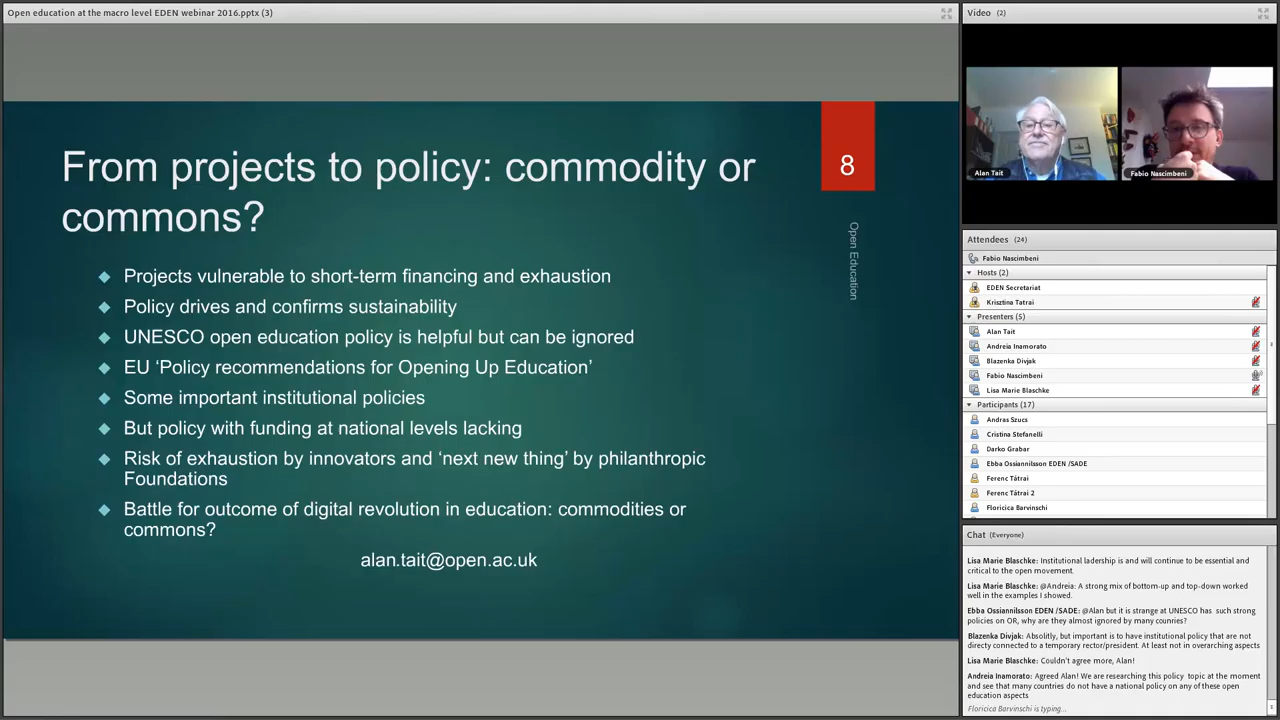 Open education at the macro level EDEN webinar 2016.pptx (3)
From projects to policy: commodity or
commons?
8
Open Education
Projects vulnerable to short-term financing and exhaustion
Policy drives and confirms sustainability
UNESCO open education policy is helpful but can be ignored
EU ‘Policy recommendations for Opening Up Education’
Some important institutional policies
But policy with funding at national levels lacking
Risk of exhaustion by innovators and ‘next new thing’ by philanthropic
Foundations
Battle for outcome of digital revolution in education: commodities or
commons?
alan.tait@open.ac.uk
Video (2)
Alan Tait
Fabio Nascimbeni
Attendees (24)
Fabio Nascimbeni
Hosts (2)
EDEN Secretariat
Krisztina Tatrai
Presenters (5)
Alan Tait
Andreia Inamorato
Blazenka Divjak
Fabio Nascimbeni
Lisa Marie Blaschke
Participants (17)
Andras Szucs
Cristina Stefanelli
Darko Grabar
Ebba Ossiannilsson EDEN /SADE
Ferenc Tátrai
Ferenc Tátrai 2
Floricica Barvinschi
Chat (Everyone)
Lisa Marie Blaschke: Institutional ladership is and will continue to be essential and
critical to the open movement.
Lisa Marie Blaschke: @Andreia: A strong mix of bottom-up and top-down worked
well in the examples I showed.
Ebba Ossiannilsson EDEN /SADE: @Alan but it is strange at UNESCO has such strong
policies on OR, why are they almost ignored by many counries?
Blazenka Divjak: Absolitly, but important is to have institutional policy that are not
directy connected to a temporary rector/president. At least not in overarching aspects
Lisa Marie Blaschke: Couldn't agree more, Alan!
Andreia Inamorato: Agreed Alan! We are researching this policy topic at the moment
and see that many countries do not have a national policy on any of these open
education aspects
Floricica Barvinschi is typing...